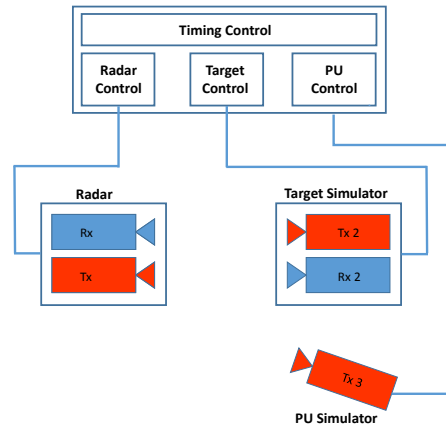 Timing Control
Radar
Control
Target
Control
PU
Control
Radar
Target Simulator
Rx
Tx
Tx 2
Rx 2
Tx 3
PU Simulator